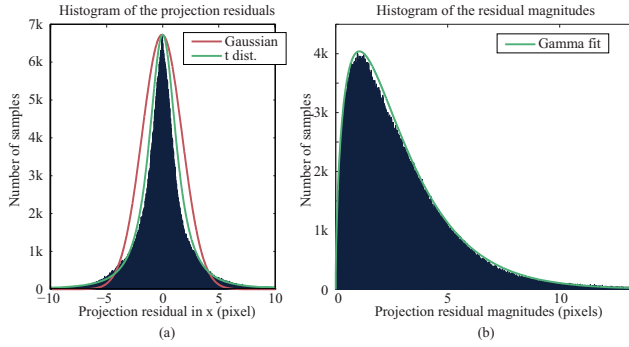 Histogram of the projection residuals
7k
6k
5k
4k
3k
2k
1k
0
Number of samples
Gaussian
t dist.
−10
−5
0
5
10
Projection residual in x (pixel)
(a)
Histogram of the residual magnitudes
4k
3k
2k
1k
0
Number of samples
Gamma fit
0
5
10
Projection residual magnitudes (pixels)
(b)